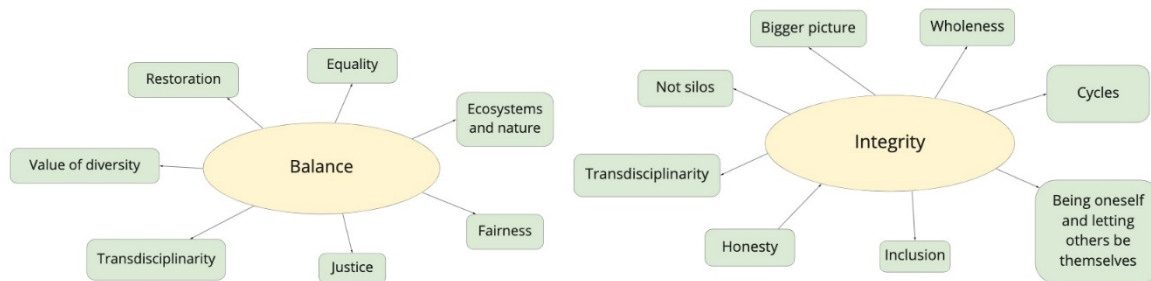 Equality
Restoration
Ecosystems
and nature
Value of diversity
Balance
Fairness
Transdisciplinarity
Justice
Bigger picture
Wholeness
Not silos
Cycles
Integrity
Transdisciplinarity
Being oneself
and letting
others be
themselves
Honesty
Inclusion